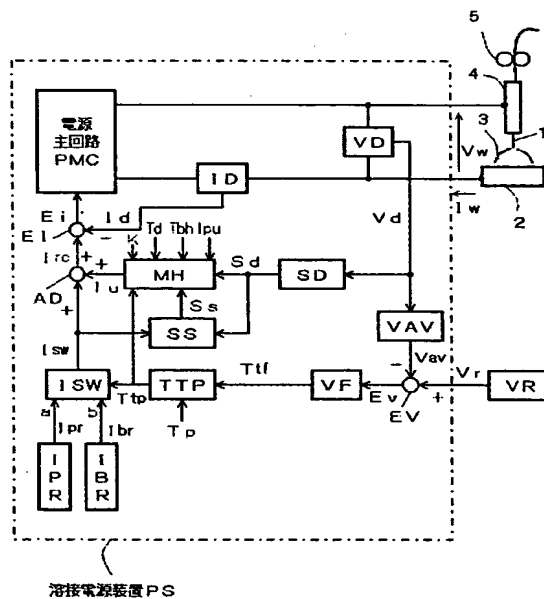 5
4
電源
主回路
PMC
VD
3
1
Vw
ID
2
Iw
Ei
Id
Vd
EI
−
K
Td
Tbh
Ipu
Irc
+
+
MH
Sd
SD
AD
Iu
+
Ss
SS
VAV
Isw
−
Vav
Ttf
Vr
ISW
Ttp
TTP
VF
VR
Ev
+
EV
a
Ipr
b
Ibr
Tp
IPR
IBR
溶接電源装置PS